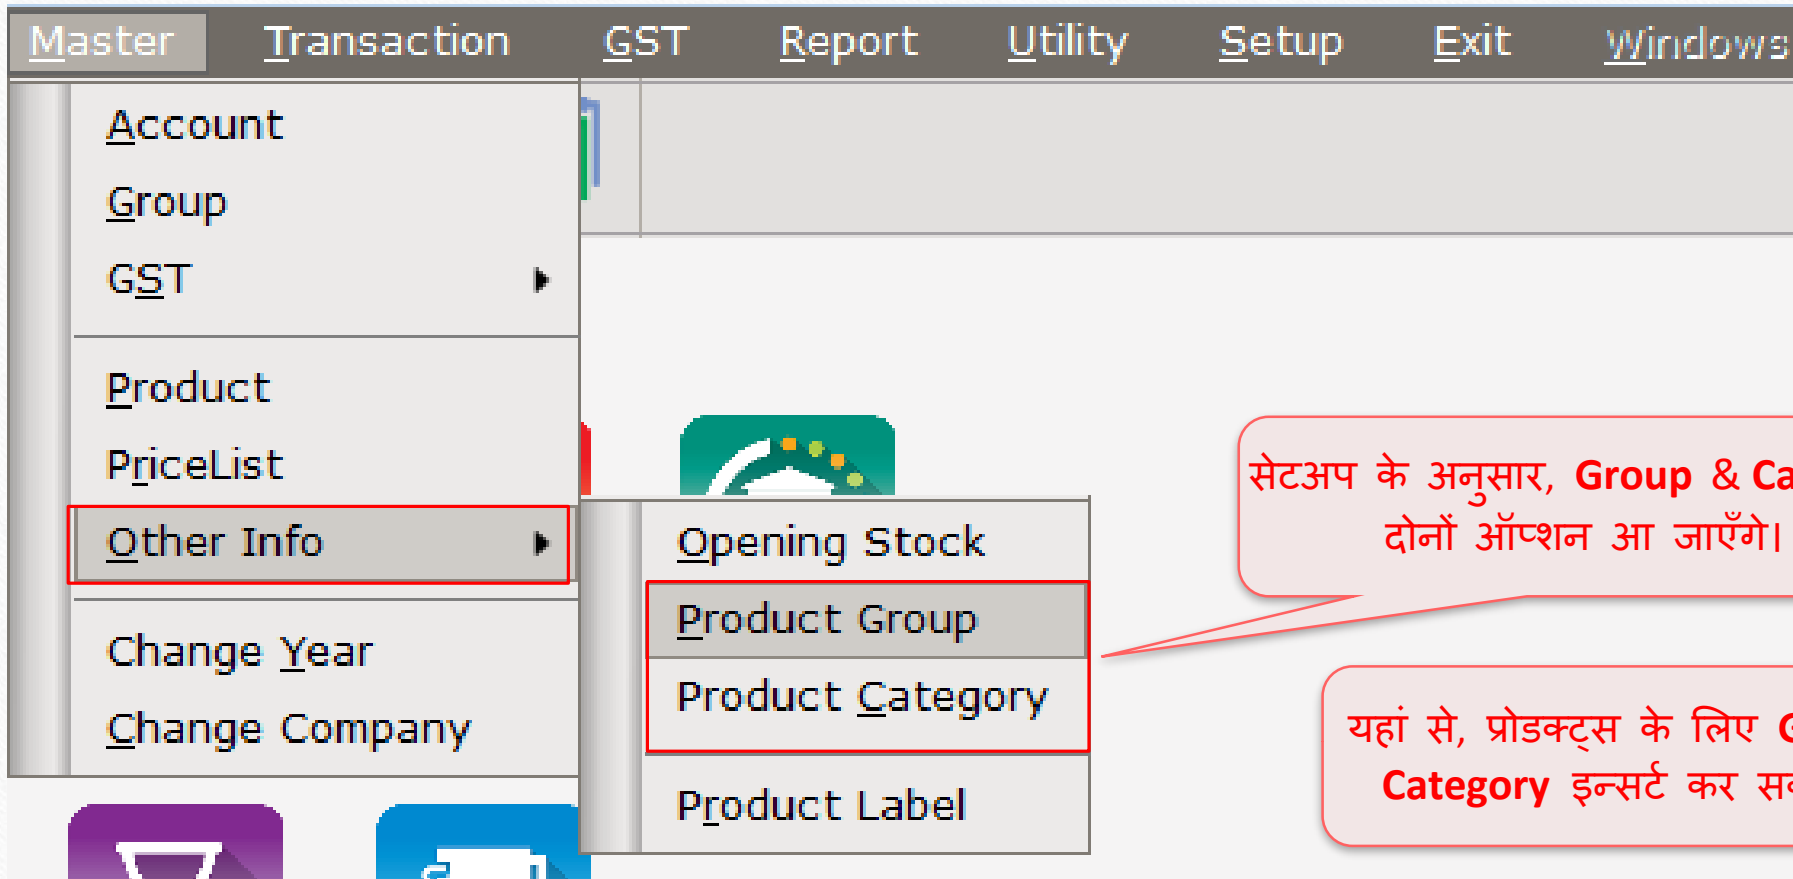 Master Transaction GST Report Utility Setup Exit Windows
Account
Group
GST
Product
PriceList
Other Info
Change Year
Change Company
Opening Stock
Product Group
Product Category
Product Label
सेटअप के अनुसार, Group &
दोनों ऑप्शन आ जाएँगे।
यहां से, प्रोडक्ट्स के लिए
Category इन्सर्ट कर